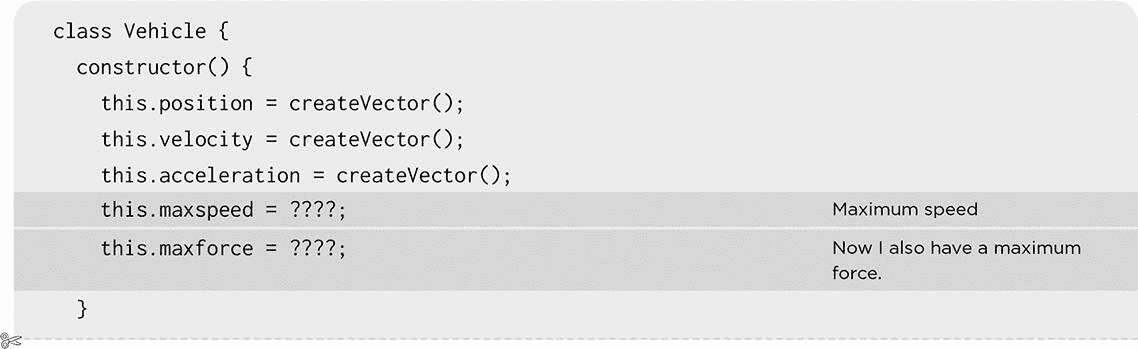 class Vehicle {
constructor() {
this.position = createVector();
this.velocity = createVector();
this.acceleration = createVector();
this.maxspeed = ????; Maximum speed
this.maxforce = ????; Now I also have a maximum
force.
}